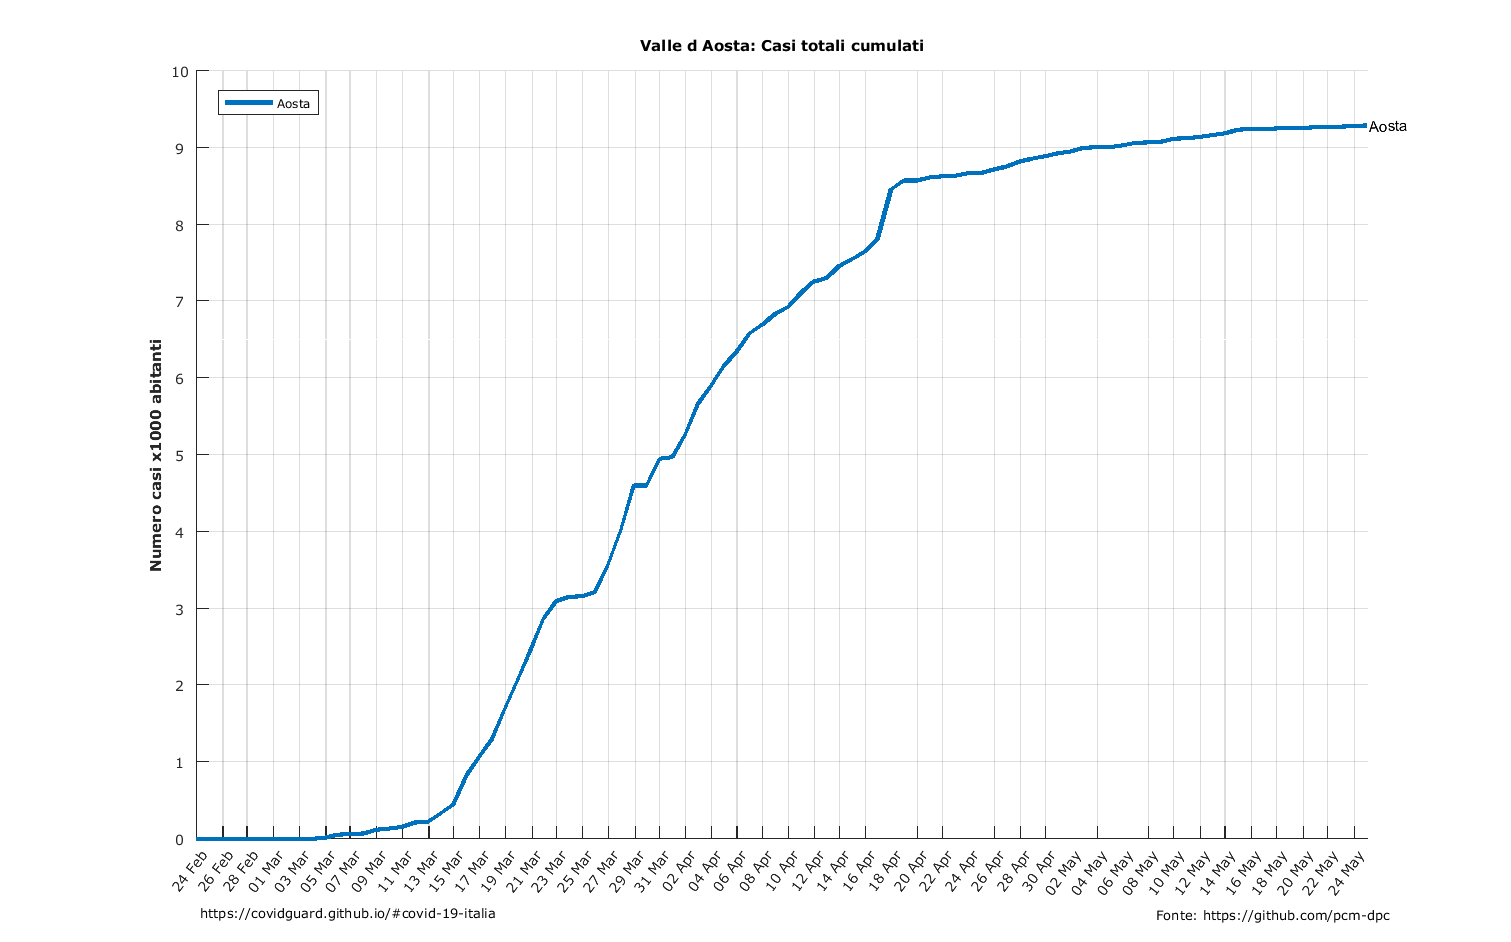 Valle d Aosta: Casi totali cumulati
Aosta
Aosta
Numero casi x1000 abitanti
10
9
8
7
6
5
4
3
2
1
0
24 Feb
26 Feb
28 Feb
01 Mar
03 Mar
05 Mar
07 Mar
09 Mar
11 Mar
13 Mar
15 Mar
17 Mar
19 Mar
21 Mar
23 Mar
25 Mar
27 Mar
29 Mar
31 Mar
02 Apr
04 Apr
06 Apr
08 Apr
10 Apr
12 Apr
14 Apr
16 Apr
18 Apr
20 Apr
22 Apr
24 Apr
26 Apr
28 Apr
30 Apr
02 May
04 May
06 May
08 May
10 May
12 May
14 May
16 May
18 May
20 May
22 May
24 May
https://covidguard.github.io/#covid-19-italia
Fonte: https://github.com/pcm-dpc